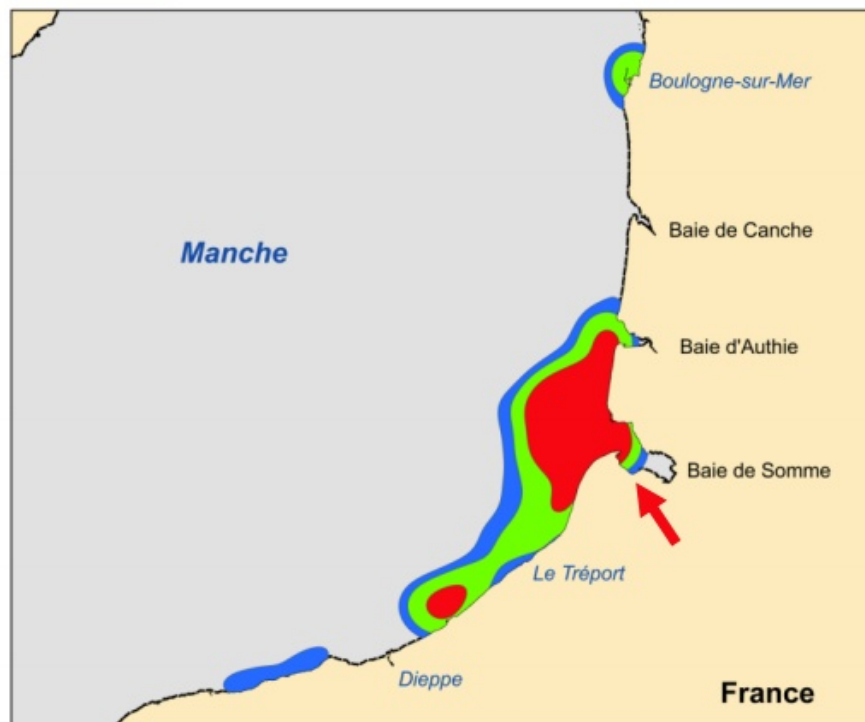 Boulogne-sur-Mer
Baie de Canche
Manche
Baie d'Authie
Baie de Somme
Le Tréport
Dieppe
France